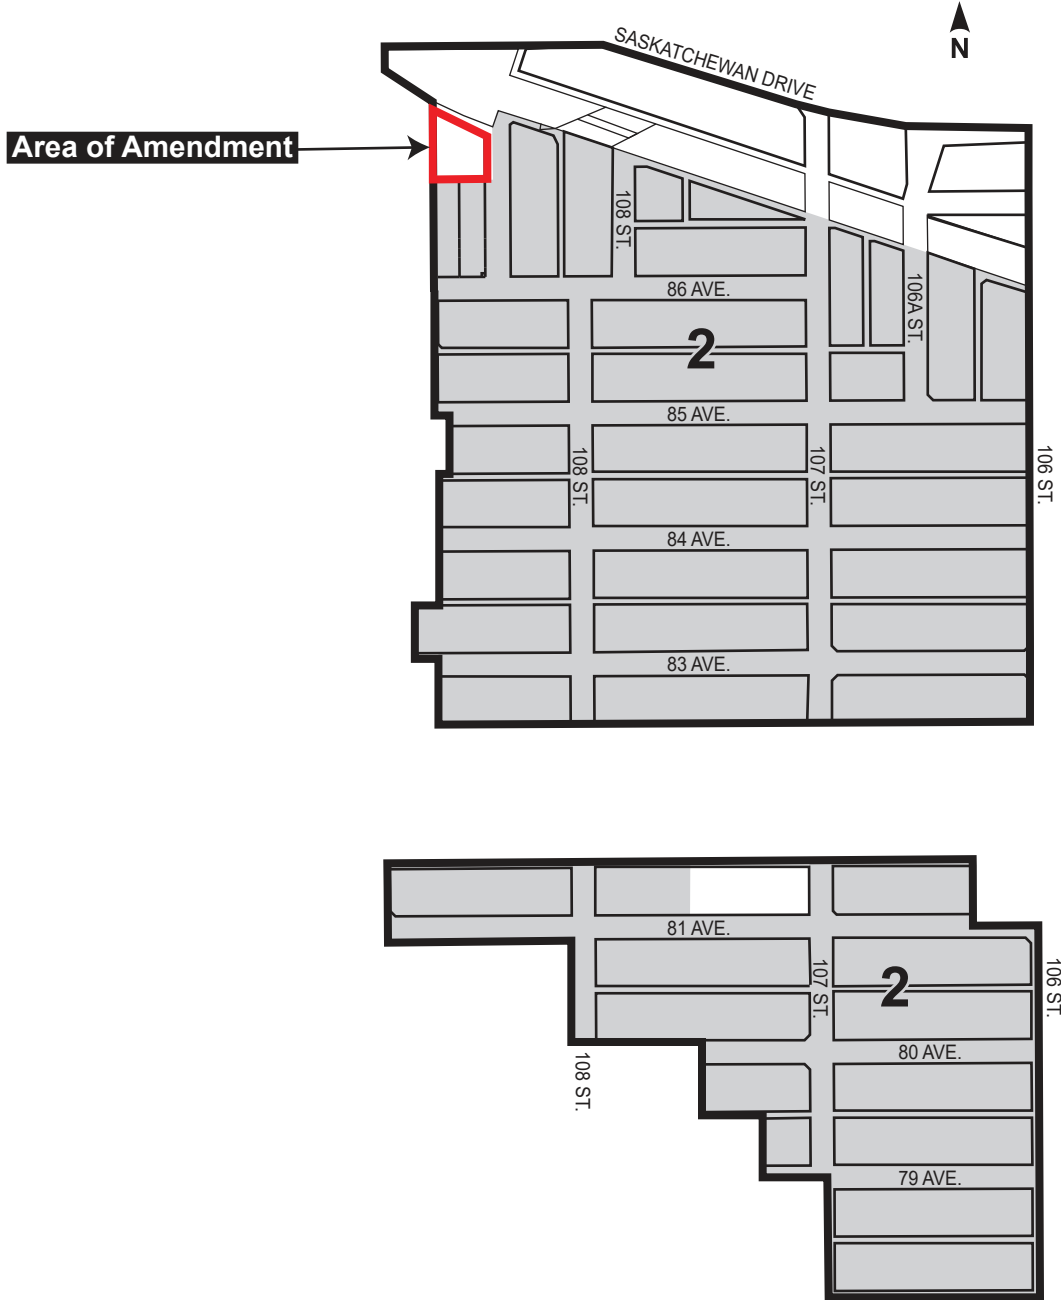 N
SASKATCHEWAN DRIVE
Area of Amendment
108 ST.
86 AVE.
106A ST.
2
85 AVE.
108 ST.
107 ST.
106 ST.
84 AVE.
83 AVE.
81 AVE.
107 ST.
2
106 ST.
80 AVE.
108 ST.
79 AVE.